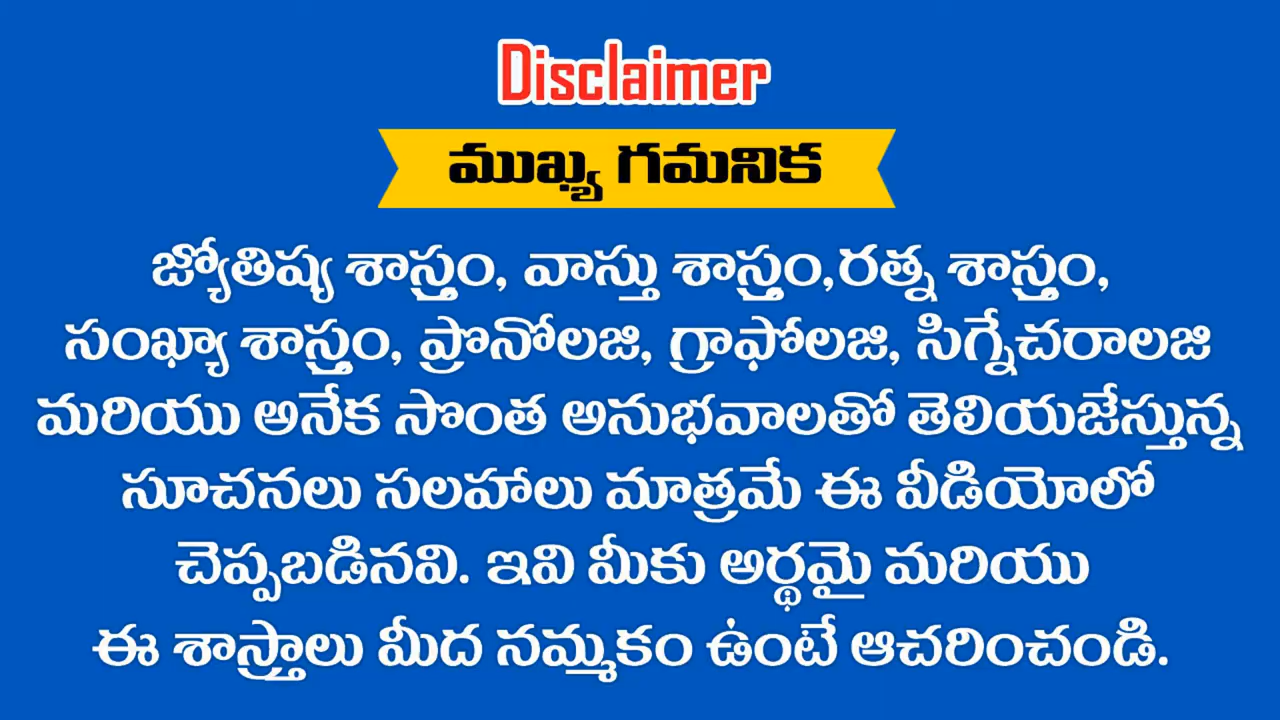 Disclaimer
ముఖ్య గమనిక
జ్యోతిష్య శాస్త్రం, వాస్తు శాస్త్రం,రత్న శాస్త్రం,
సంఖ్యా శాస్త్రం, ప్రొనోలజి, గ్రాఫోలజి, సిగ్నేచరాలజి
మరియు అనేక సొంత అనుభవాలతో తెలియజేస్తున్న
సూచనలు సలహాలు మాత్రమే ఈ వీడియోలో
చెప్పబడినవి. ఇవి మీకు అర్థమై మరియు
ఈ శాస్త్రాలు మీద నమ్మకం ఉంటే ఆచరించండి.